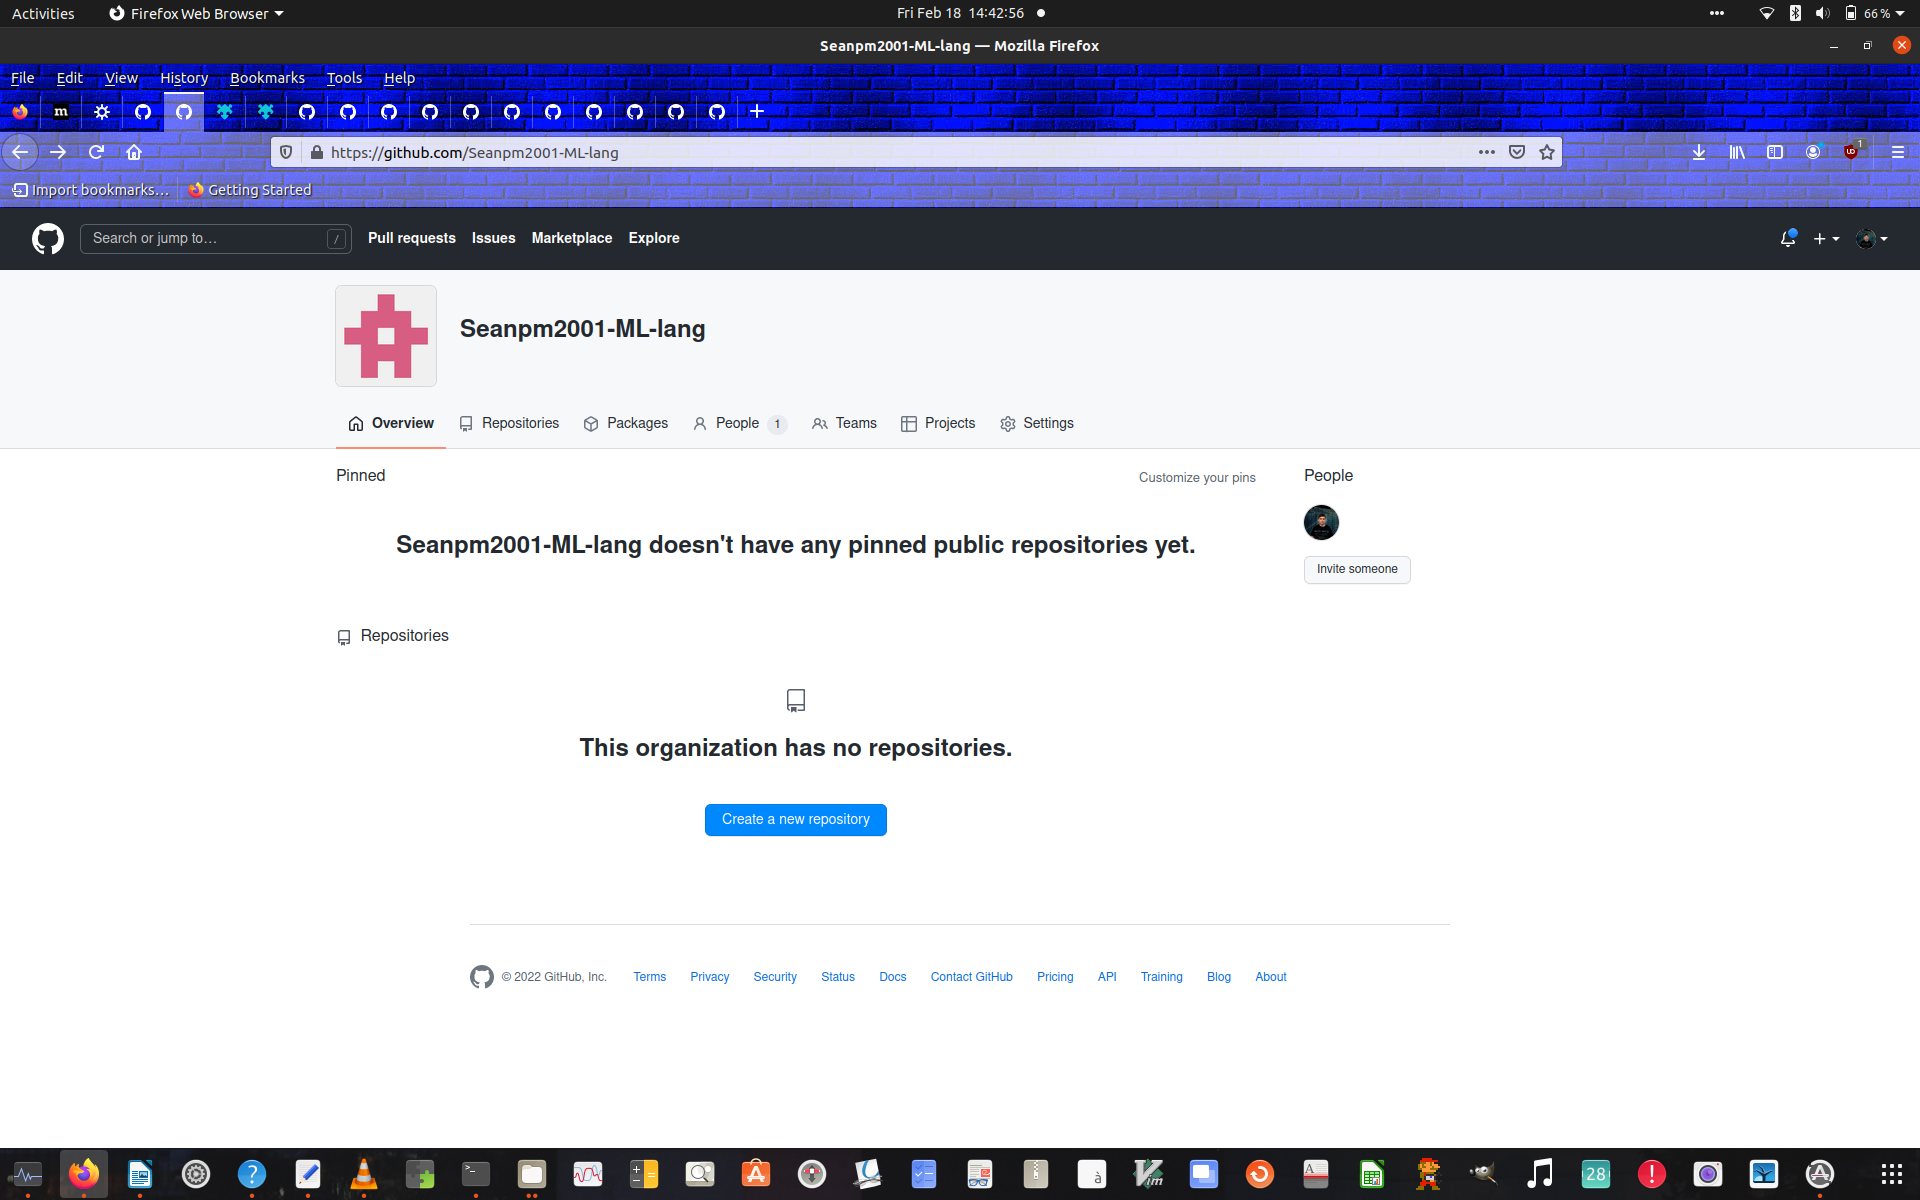 Activities
Firefox Web Browser
Fri Feb 18 14:42:56
66 %
Seanpm2001-ML-lang — Mozilla Firefox
File Edit View History Bookmarks Tools Help
m
https://github.com/Seanpm2001-ML-lang
1
Import bookmarks...
Getting Started
Search or jump to...
/
Pull requests Issues Marketplace Explore
Seanpm2001-ML-lang
Overview Repositories Packages People 1 Teams Projects Settings
Pinned
Customize your pins
People
Seanpm2001-ML-lang doesn't have any pinned public repositories yet.
Invite someone
Repositories
This organization has no repositories.
Create a new repository
© 2022 GitHub, Inc. Terms Privacy Security Status Docs Contact GitHub Pricing API Training Blog About
28